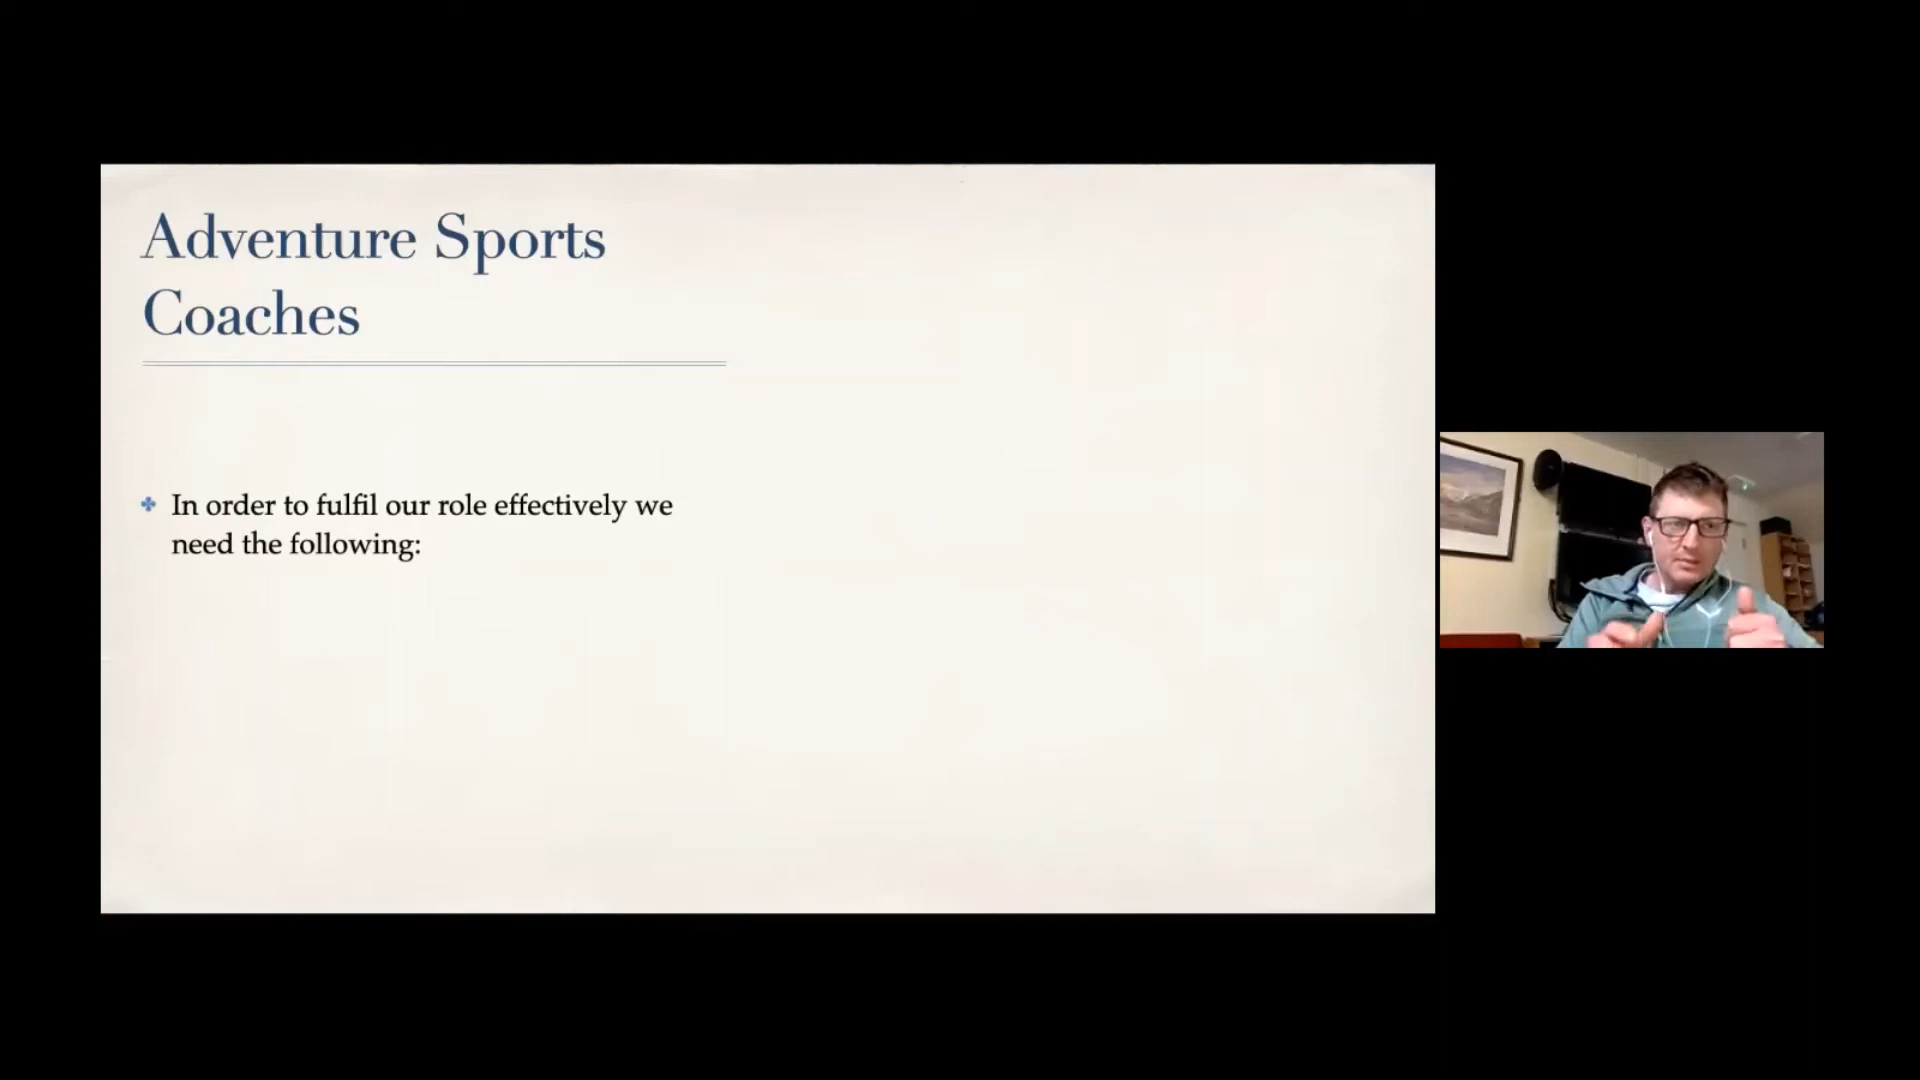 Adventure Sports
Coaches
In order to fulfil our role effectively we
need the following: